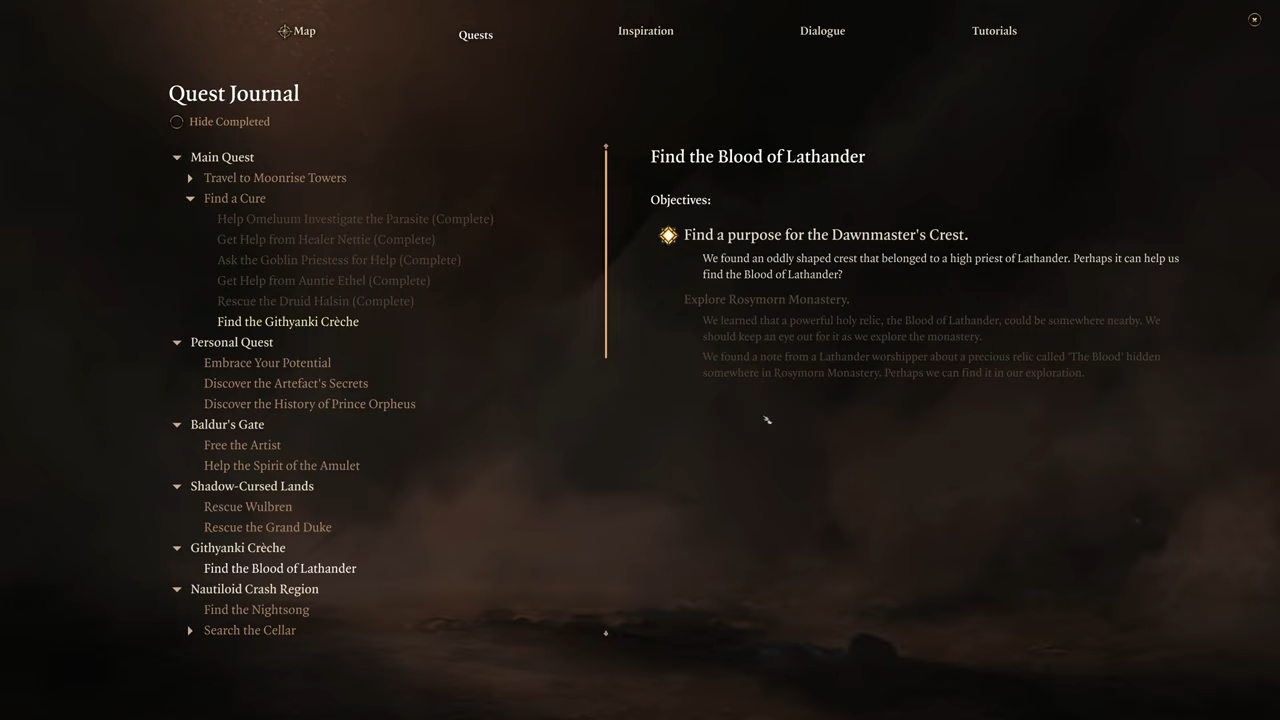 Map
Quests
Inspiration
Dialogue
Tutorials
Quest Journal
Hide Completed
Main Quest
Travel to Moonrise Towers
Find a Cure
Help Omeluum Investigate the Parasite (Complete)
Get Help from Healer Nettie (Complete)
Ask the Goblin Priestess for Help (Complete)
Get Help from Auntie Ethel (Complete)
Rescue the Druid Halsin (Complete)
Find the Githyanki Crèche
Personal Quest
Embrace Your Potential
Discover the Artefact's Secrets
Discover the History of Prince Orpheus
Baldur's Gate
Free the Artist
Help the Spirit of the Amulet
Shadow-Cursed Lands
Rescue Wulbren
Rescue the Grand Duke
Githyanki Crèche
Find the Blood of Lathander
Nautiloid Crash Region
Find the Nightsong
Search the Cellar
Find the Blood of Lathander
Objectives:
Find a purpose for the Dawnmaster's Crest.
We found an oddly shaped crest that belonged to a high priest of Lathander. Perhaps it can help us
find the Blood of Lathander?
Explore Rosymorn Monastery.
We learned that a powerful holy relic, the Blood of Lathander, could be somewhere nearby. We
should keep an eye out for it as we explore the monastery.
We found a note from a Lathander worshipper about a precious relic called 'The Blood' hidden
somewhere in Rosymorn Monastery. Perhaps we can find it in our exploration.